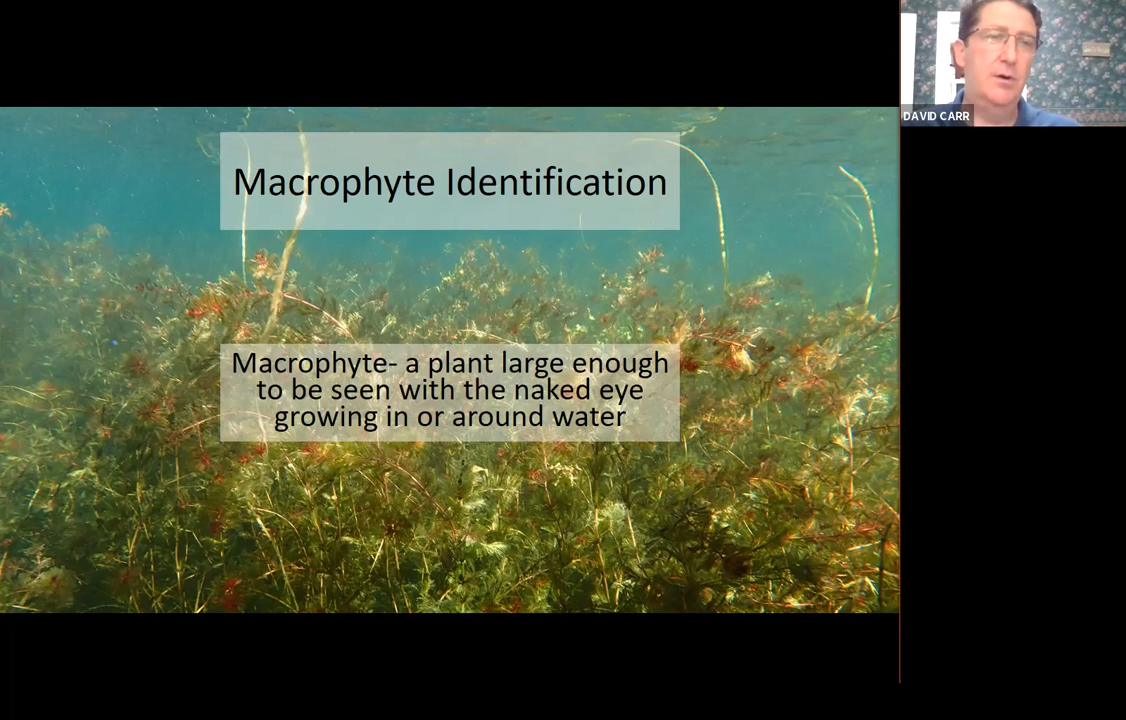 Macrophyte Identification
Macrophyte- a plant large enough
to be seen with the naked eye
growing in or around water
DAVID CARR